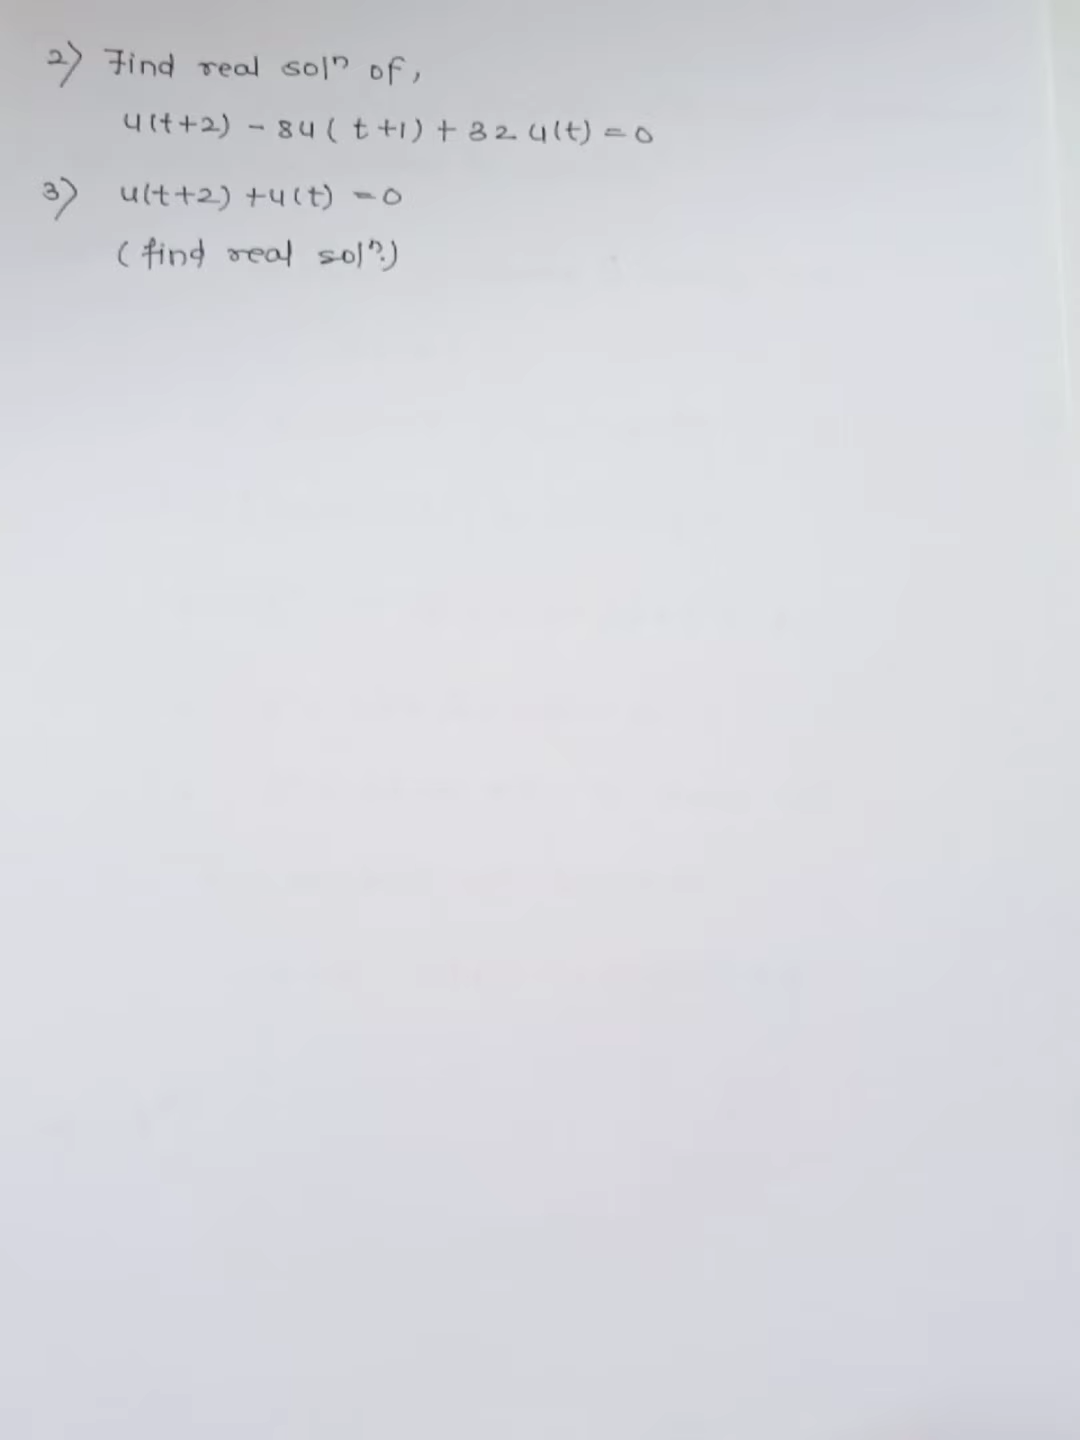 2) Find real solⁿ of,
u(t+2) - 8u(t+1) + 32 u(t) = 0
3) u(t+2) + u(t) = 0
(find real solⁿ.)